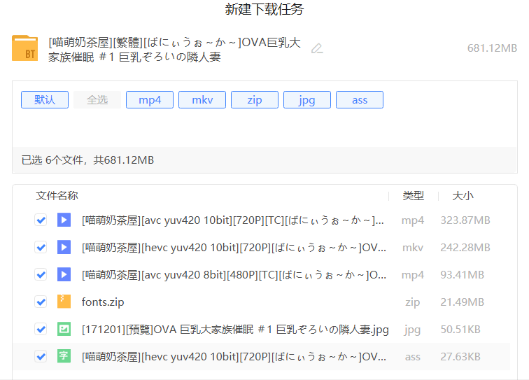 新建下载任务
[喵萌奶茶屋][繁體][ばにぃうぉ～か～]OVA巨乳大
家族催眠 ＃1 巨乳ぞろいの隣人妻
681.12MB
BT
默认 全选 mp4 mkv zip jpg ass
已选 6个文件，共681.12MB
文件名称 类型 大小
[喵萌奶茶屋][avc yuv420 10bit][720P][TC][ばにぃうぉ～か～]... mp4 323.87MB
[喵萌奶茶屋][hevc yuv420 10bit][720P][ばにぃうぉ～か～]OV... mkv 242.28MB
[喵萌奶茶屋][avc yuv420 8bit][480P][TC][ばにぃうぉ～か～]O... mp4 93.41MB
fonts.zip zip 21.49MB
[171201][預覽]OVA 巨乳大家族催眠 ＃1 巨乳ぞろいの隣人妻.jpg jpg 50.51KB
字 [喵萌奶茶屋][hevc yuv420 10bit][720P][ばにぃうぉ～か～]OV... ass 27.63KB